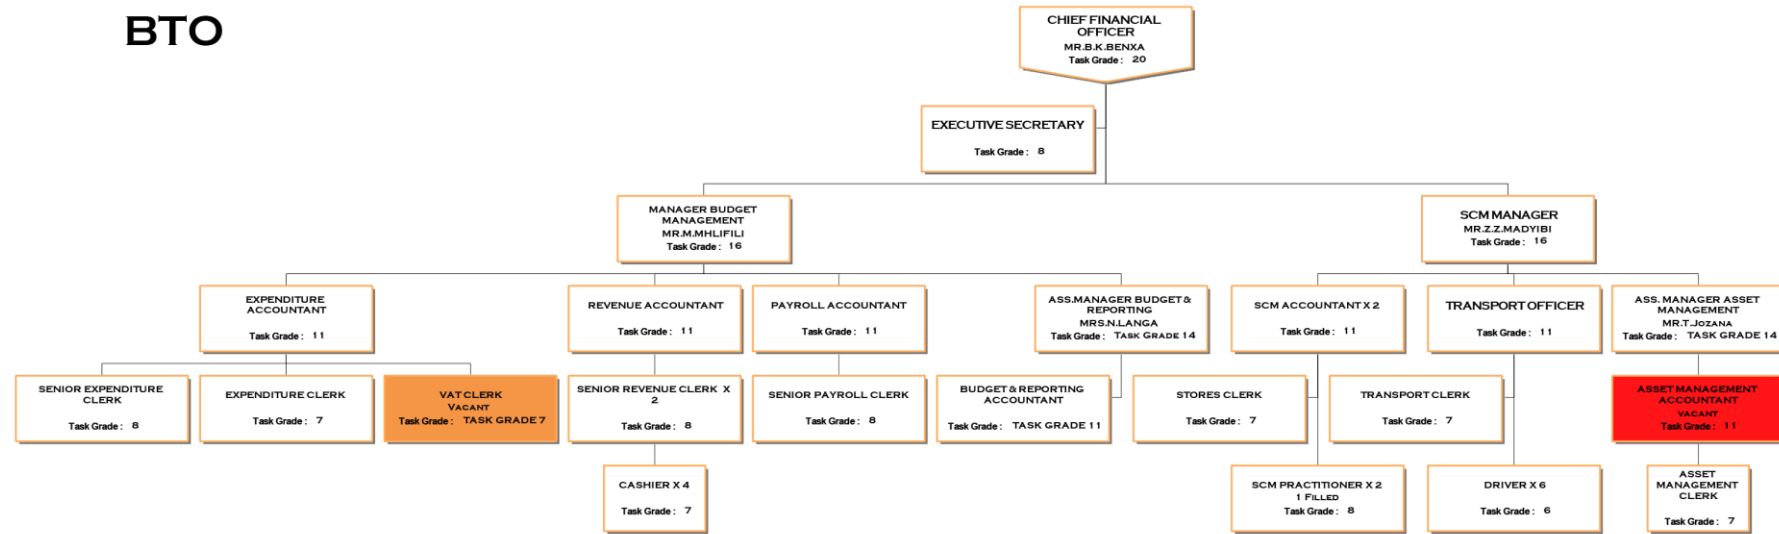 BTO
CHIEF FINANCIAL
OFFICER
MR.B.K.BENXA
Task Grade : 20
EXECUTIVE SECRETARY
Task Grade : 8
MANAGER BUDGET
MANAGEMENT
MR.M.MHLIFILI
Task Grade : 16
SCM MANAGER
MR.Z.Z.MADYIBI
Task Grade : 16
EXPENDITURE
ACCOUNTANT
Task Grade : 11
REVENUE ACCOUNTANT
Task Grade : 11
PAYROLL ACCOUNTANT
Task Grade : 11
ASS.MANAGER BUDGET &
REPORTING
MRS.N.LANGA
Task Grade : TASK GRADE 14
SCM ACCOUNTANT X 2
Task Grade : 11
TRANSPORT OFFICER
Task Grade : 11
ASS. MANAGER ASSET
MANAGEMENT
MR.T.JOZANA
Task Grade : TASK GRADE 14
SENIOR EXPENDITURE
CLERK
Task Grade : 8
EXPENDITURE CLERK
Task Grade : 7
VAT CLERK
VACANT
Task Grade : TASK GRADE 7
SENIOR REVENUE CLERK X
2
Task Grade : 8
SENIOR PAYROLL CLERK
Task Grade : 8
BUDGET & REPORTING
ACCOUNTANT
Task Grade : TASK GRADE 11
STORES CLERK
Task Grade : 7
TRANSPORT CLERK
Task Grade : 7
ASSET MANAGEMENT
ACCOUNTANT
VACANT
Task Grade : 11
CASHIER X 4
Task Grade : 7
SCM PRACTITIONER X 2
1 FILLED
Task Grade : 8
DRIVER X 6
Task Grade : 6
ASSET
MANAGEMENT
CLERK
Task Grade : 7